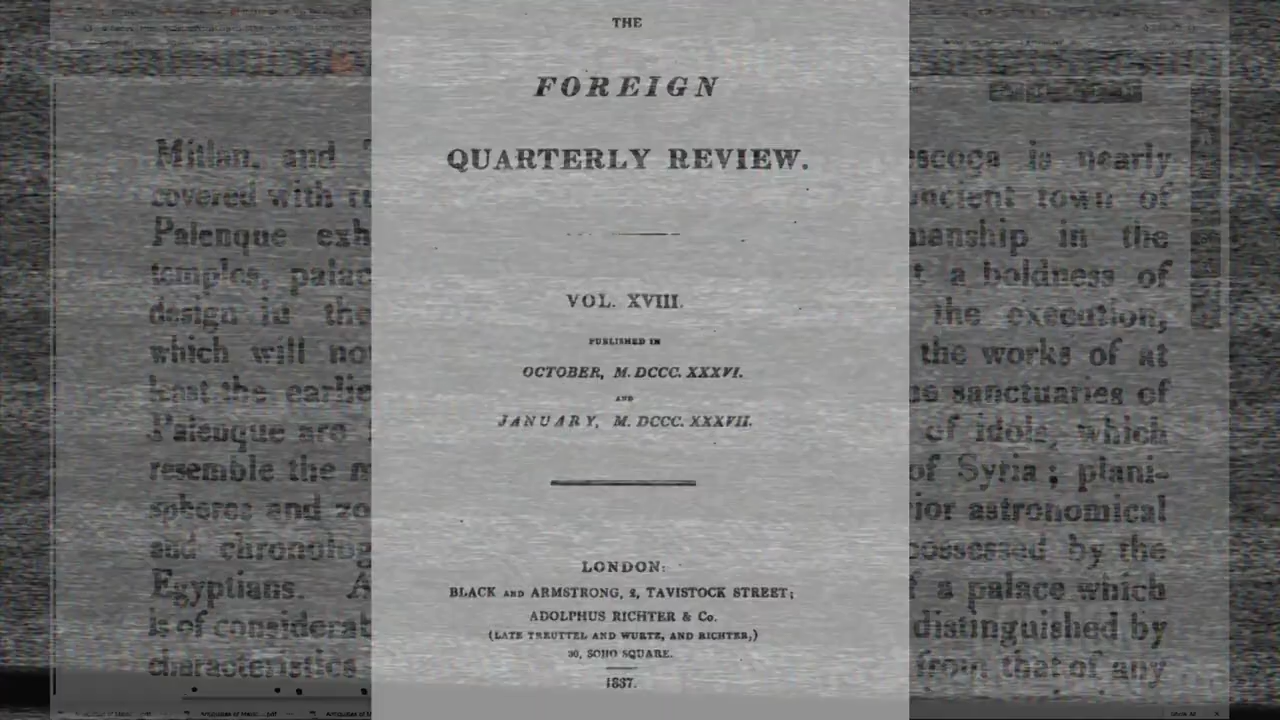 THE
FOREIGN
QUARTERLY REVIEW.
VOL. XVIII.
PUBLISHED IN
OCTOBER, M.DCCC.XXXVI.
AND
JANUARY, M.DCCC.XXXVII.
LONDON:
BLACK AND ARMSTRONG, 2, TAVISTOCK STREET;
ADOLPHUS RICHTER & Co.
(LATE TREUTTEL AND WURTZ, AND RICHTER,)
30, SOHO SQUARE.
1837.
Mitlan, and
covered with
Palenque exh
temples, palac
design in the
which will no
least the earlie
Palenque are
resemble the
spheres and zo
and chronolog
Egyptians.
is of considerab
characteristics
is nearly
ancient town of
manship in the
t a boldness of
the execution,
the works of at
sanctuaries of
of idols, which
of Syria ; plani-
ior astronomical
possessed by the
a palace which
distinguished by
from that of any